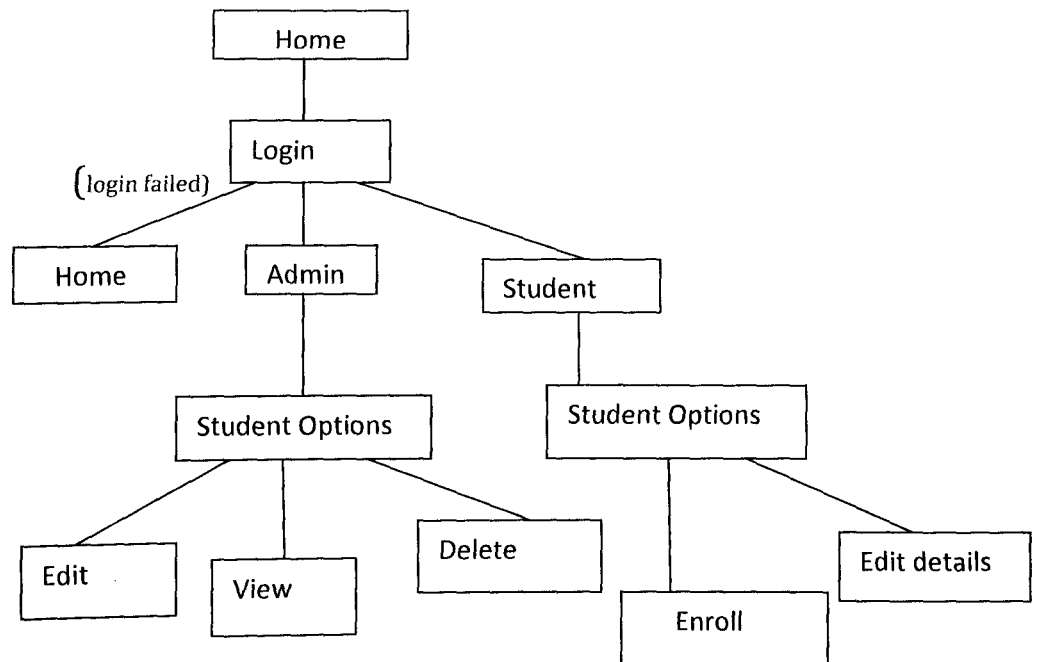 Home
Login
(login failed)
Home
Admin
Student
Student Options
Student Options
Edit
View
Delete
Edit details
Enroll